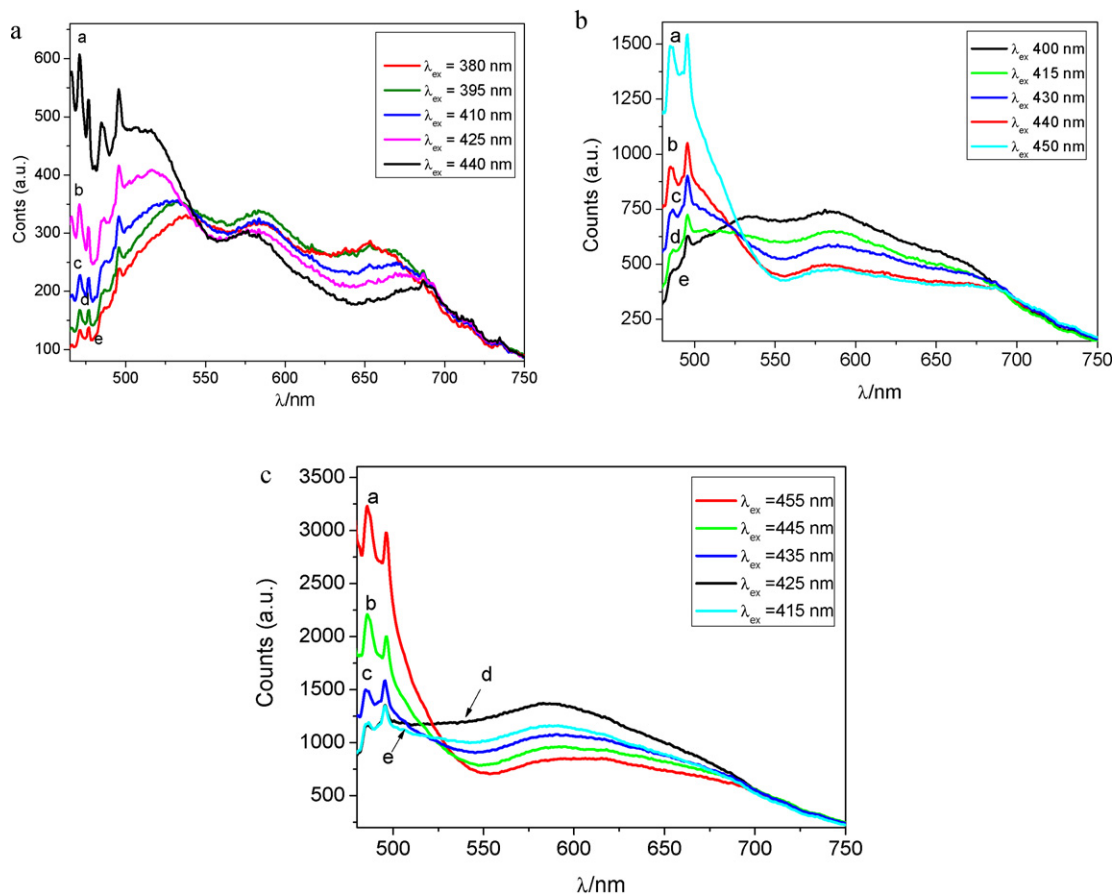 a
600
500
400
300
200
100
Conts (a.u.)
a
b
c
d
e
λex = 380 nm
λex = 395 nm
λex = 410 nm
λex = 425 nm
λex = 440 nm
500 550 600 650 700 750
λ/nm
b
1500
1250
1000
750
500
250
Counts (a.u.)
a
b
c
d
e
λex 400 nm
λex 415 nm
λex 430 nm
λex 440 nm
λex 450 nm
500 550 600 650 700 750
λ/nm
c
3500
3000
2500
2000
1500
1000
500
Counts (a.u.)
a
b
c
d
e
λex =455 nm
λex =445 nm
λex =435 nm
λex =425 nm
λex =415 nm
500 550 600 650 700 750
λ/nm